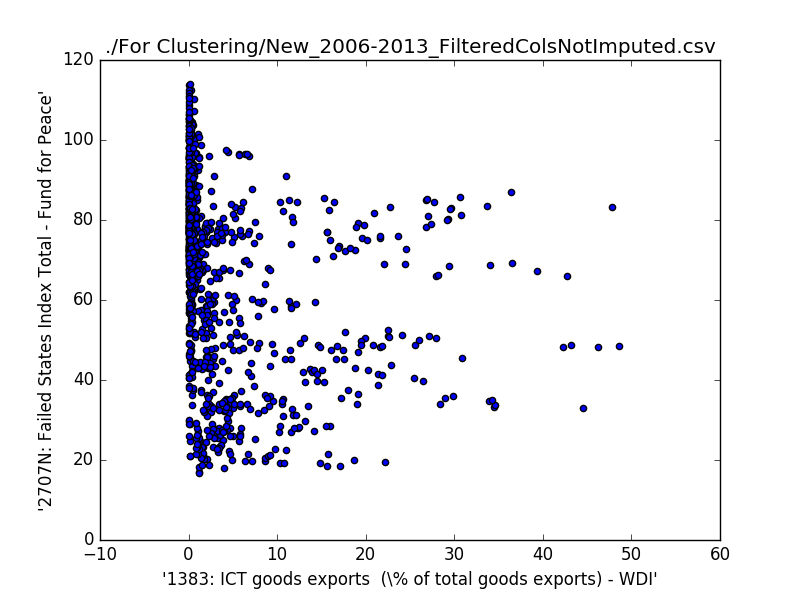 ./For Clustering/New_2006-2013_FilteredColsNotImputed.csv
'2707N: Failed States Index Total - Fund for Peace'
120
100
80
60
40
20
0
-10 0 10 20 30 40 50 60
'1383: ICT goods exports  (\% of total goods exports) - WDI'